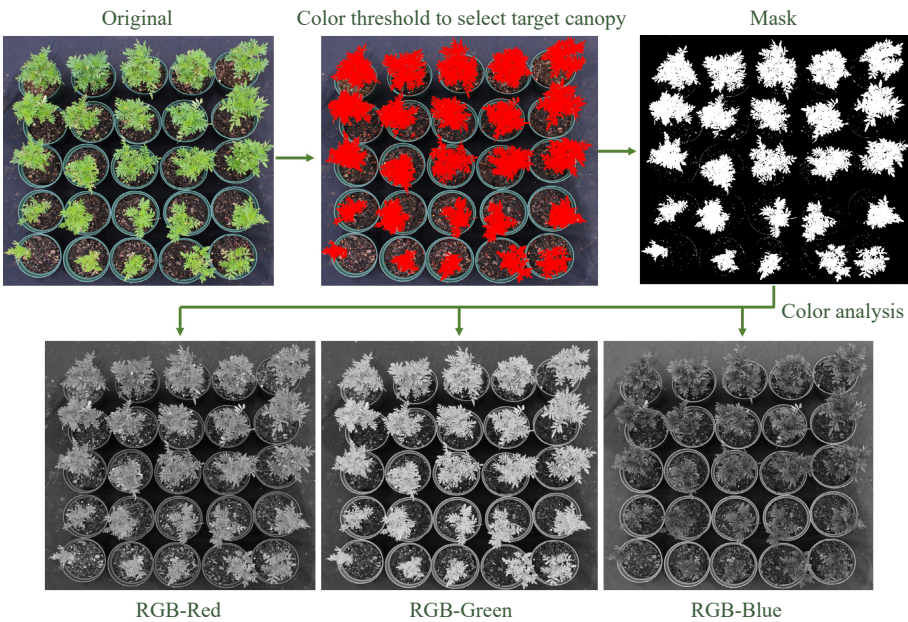 Original
Color threshold to select target canopy
Mask
Color analysis
RGB-Red
RGB-Green
RGB-Blue